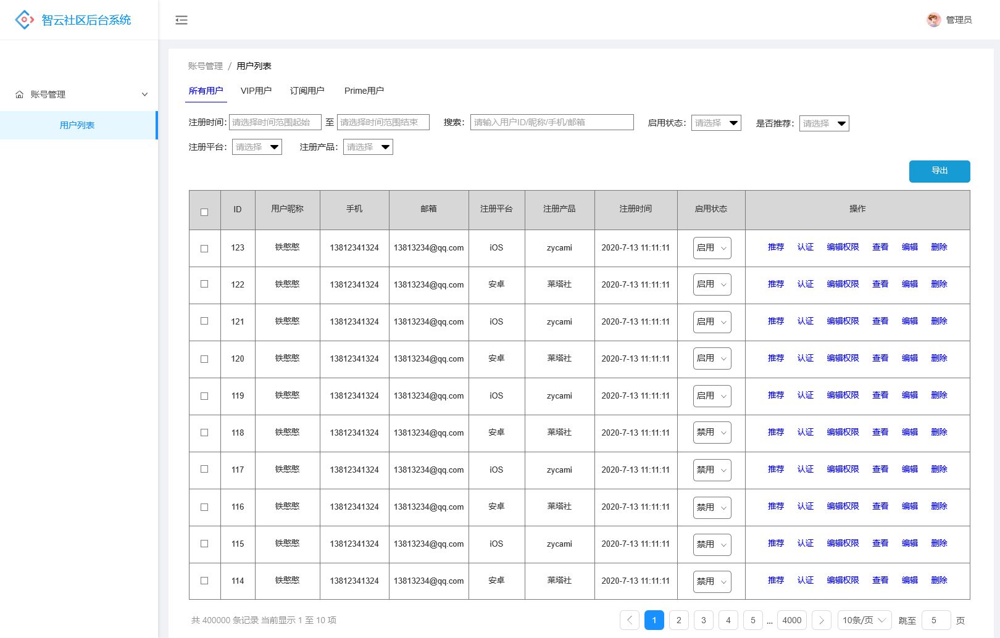 智云社区后台系统
管理员
账号管理
用户列表
账号管理 / 用户列表
所有用户 VIP用户 订阅用户 Prime用户
注册时间： 请选择时间范围起始 至 请选择时间范围结束 搜索： 请输入用户ID/昵称/手机/邮箱 启用状态： 请选择 是否推荐： 请选择
注册平台： 请选择 注册产品： 请选择
导出
ID 用户昵称 手机 邮箱 注册平台 注册产品 注册时间 启用状态 操作
123 铁憨憨 13812341324 13813234@qq.com iOS zycami 2020-7-13 11:11:11 启用 推荐 认证 编辑权限 查看 编辑 删除
122 铁憨憨 13812341324 13813234@qq.com 安卓 莱塔社 2020-7-13 11:11:11 启用 推荐 认证 编辑权限 查看 编辑 删除
121 铁憨憨 13812341324 13813234@qq.com iOS zycami 2020-7-13 11:11:11 启用 推荐 认证 编辑权限 查看 编辑 删除
120 铁憨憨 13812341324 13813234@qq.com 安卓 莱塔社 2020-7-13 11:11:11 启用 推荐 认证 编辑权限 查看 编辑 删除
119 铁憨憨 13812341324 13813234@qq.com iOS zycami 2020-7-13 11:11:11 启用 推荐 认证 编辑权限 查看 编辑 删除
118 铁憨憨 13812341324 13813234@qq.com 安卓 莱塔社 2020-7-13 11:11:11 禁用 推荐 认证 编辑权限 查看 编辑 删除
117 铁憨憨 13812341324 13813234@qq.com iOS zycami 2020-7-13 11:11:11 禁用 推荐 认证 编辑权限 查看 编辑 删除
116 铁憨憨 13812341324 13813234@qq.com 安卓 莱塔社 2020-7-13 11:11:11 禁用 推荐 认证 编辑权限 查看 编辑 删除
115 铁憨憨 13812341324 13813234@qq.com iOS zycami 2020-7-13 11:11:11 禁用 推荐 认证 编辑权限 查看 编辑 删除
114 铁憨憨 13812341324 13813234@qq.com 安卓 莱塔社 2020-7-13 11:11:11 禁用 推荐 认证 编辑权限 查看 编辑 删除
共 400000 条记录 当前显示 1 至 10 项 1 2 3 4 5 ... 4000 10条/页 跳至 5 页